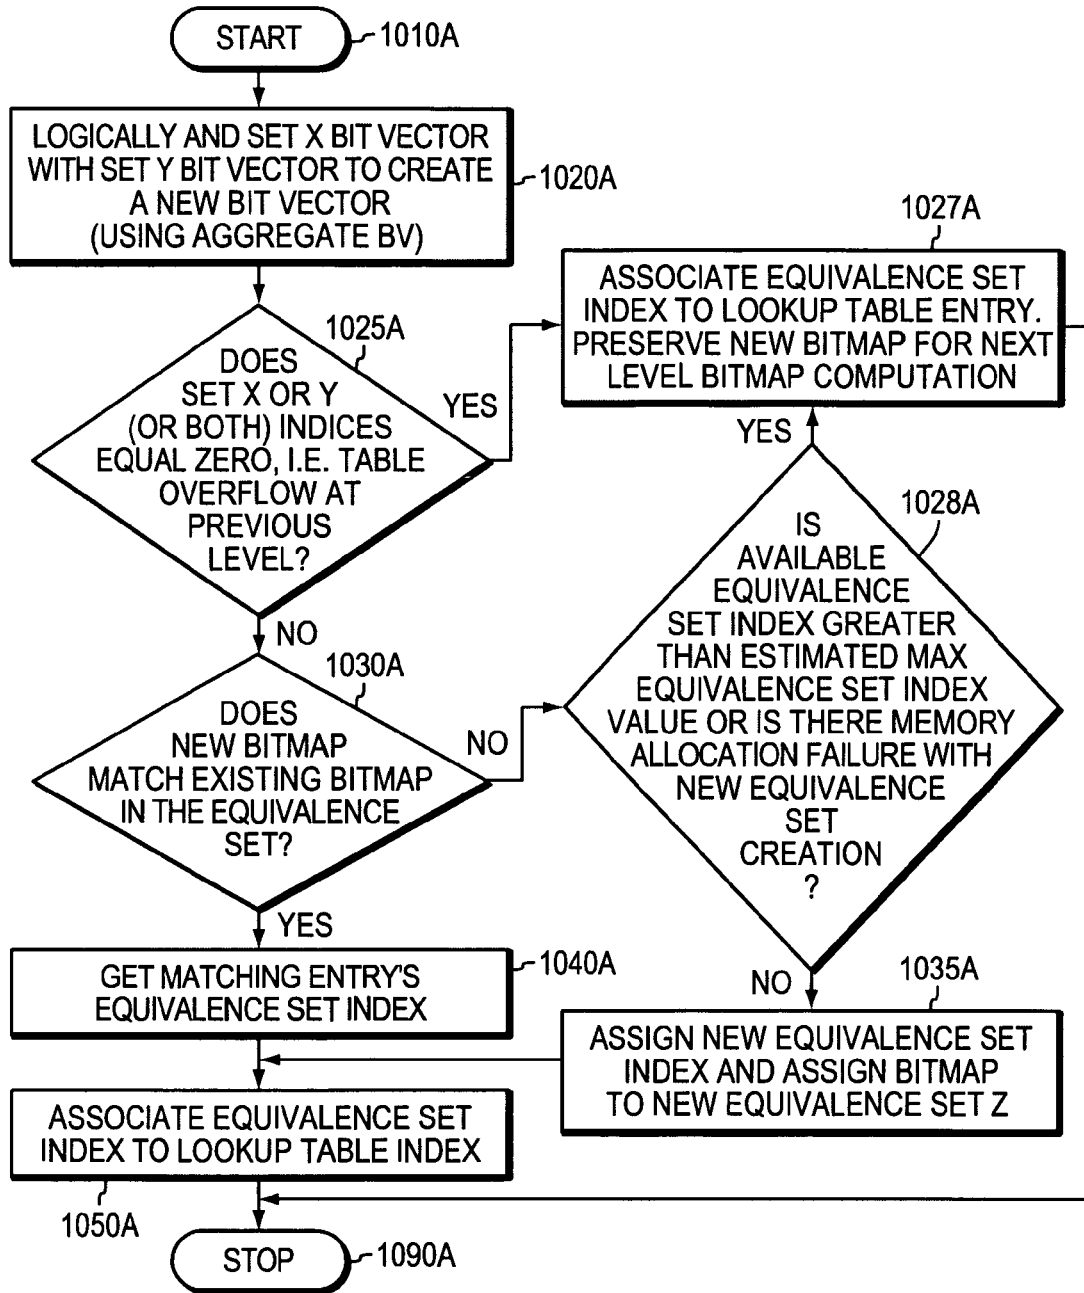 START
1010A
LOGICALLY AND SET X BIT VECTOR
WITH SET Y BIT VECTOR TO CREATE
A NEW BIT VECTOR
(USING AGGREGATE BV)
1020A
1025A
DOES
SET X OR Y
(OR BOTH) INDICES
EQUAL ZERO, I.E. TABLE
OVERFLOW AT
PREVIOUS
LEVEL?
YES
NO
1027A
ASSOCIATE EQUIVALENCE SET
INDEX TO LOOKUP TABLE ENTRY.
PRESERVE NEW BITMAP FOR NEXT
LEVEL BITMAP COMPUTATION
YES
1028A
IS
AVAILABLE
EQUIVALENCE
SET INDEX GREATER
THAN ESTIMATED MAX
EQUIVALENCE SET INDEX
VALUE OR IS THERE MEMORY
ALLOCATION FAILURE WITH
NEW EQUIVALENCE
SET
CREATION
?
NO
1030A
DOES
NEW BITMAP
MATCH EXISTING BITMAP
IN THE EQUIVALENCE
SET?
NO
YES
1035A
ASSIGN NEW EQUIVALENCE SET
INDEX AND ASSIGN BITMAP
TO NEW EQUIVALENCE SET Z
GET MATCHING ENTRY'S
EQUIVALENCE SET INDEX
1040A
ASSOCIATE EQUIVALENCE SET
INDEX TO LOOKUP TABLE INDEX
1050A
STOP
1090A